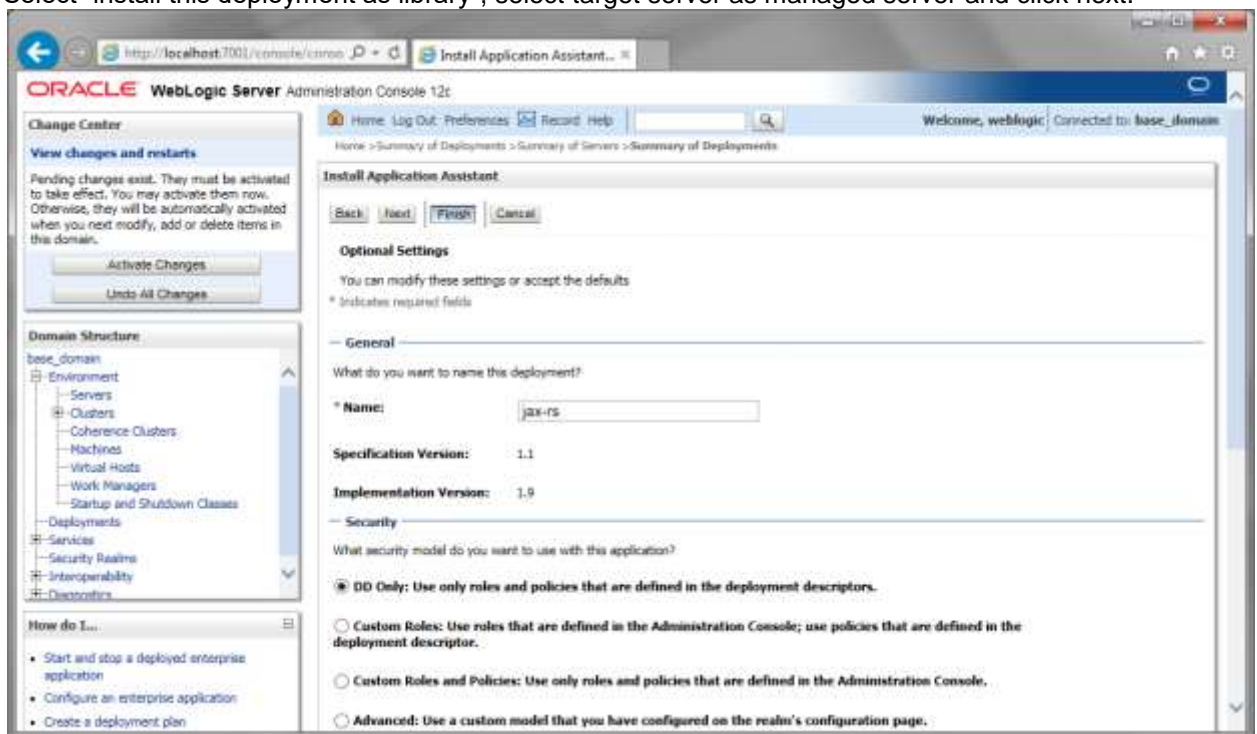 Select "install this deployment as library", select target server as managed server and click next.
http://localhost:7001/console/conso
Install Application Assistant...
ORACLE WebLogic Server Administration Console 12c
Change Center
View changes and restarts
Pending changes exist. They must be activated
to take effect. You may activate them now.
Otherwise, they will be automatically activated
when you next modify, add or delete items in
this domain.
Activate Changes
Undo All Changes
Domain Structure
base_domain
Environment
Servers
Clusters
Coherence Clusters
Machines
Virtual Hosts
Work Managers
Startup and Shutdown Classes
Deployments
Services
Security Realms
Interoperability
Diagnostics
How do I...
Start and stop a deployed enterprise
application
Configure an enterprise application
Create a deployment plan
Home Log Out Preferences Record Help
Welcome, weblogic Connected to: base_domain
Home >Summary of Deployments >Summary of Servers >Summary of Deployments
Install Application Assistant
Back Next Finish Cancel
Optional Settings
You can modify these settings or accept the defaults
* Indicates required fields
General
What do you want to name this deployment?
* Name: jax-rs
Specification Version: 1.1
Implementation Version: 1.9
Security
What security model do you want to use with this application?
DD Only: Use only roles and policies that are defined in the deployment descriptors.
Custom Roles: Use roles that are defined in the Administration Console; use policies that are defined in the
deployment descriptor.
Custom Roles and Policies: Use only roles and policies that are defined in the Administration Console.
Advanced: Use a custom model that you have configured on the realm's configuration page.